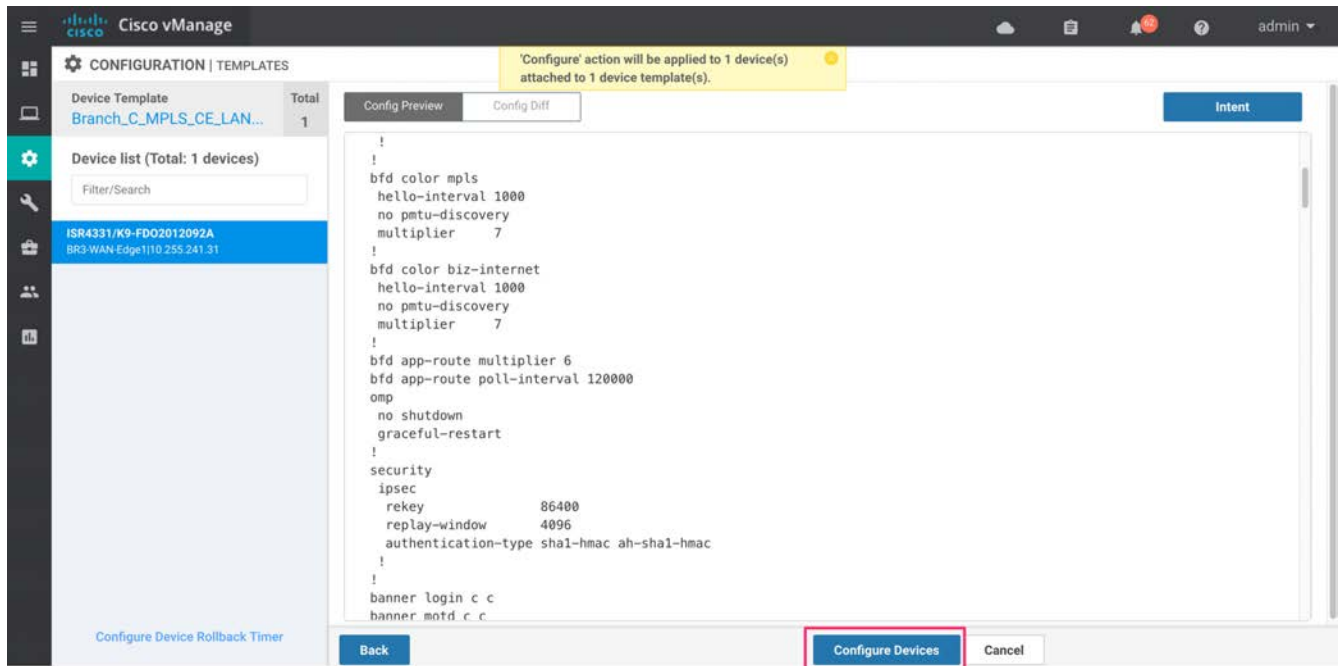 CISCO Cisco vManage
62
admin
CONFIGURATION | TEMPLATES
'Configure' action will be applied to 1 device(s)
attached to 1 device template(s).
Device Template
Total
Branch_C_MPLS_CE_LAN...
1
Device list (Total: 1 devices)
Filter/Search
ISR4331/K9-FDO2012092A
BR3-WAN-Edge1|10.255.241.31
Configure Device Rollback Timer
Config Preview
Config Diff
Intent
!
!
bfd color mpls
hello-interval 1000
no pmtu-discovery
multiplier 7
!
bfd color biz-internet
hello-interval 1000
no pmtu-discovery
multiplier 7
!
bfd app-route multiplier 6
bfd app-route poll-interval 120000
omp
no shutdown
graceful-restart
!
security
ipsec
rekey 86400
replay-window 4096
authentication-type sha1-hmac ah-sha1-hmac
!
!
banner login c c
banner motd c c
Back
Configure Devices
Cancel